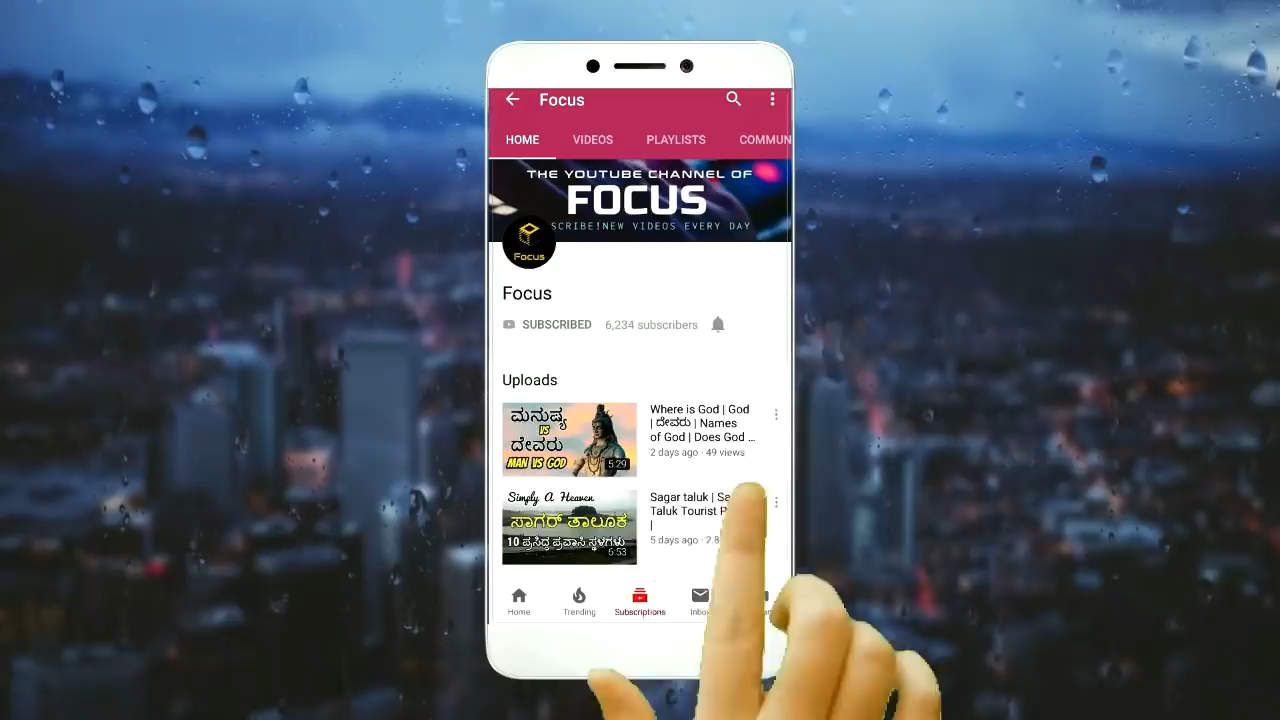 Focus
HOME VIDEOS PLAYLISTS COMMUN
THE YOUTUBE CHANNEL OF
FOCUS
SCRIBE!NEW VIDEOS EVERY DAY
Focus
Focus
SUBSCRIBED 6,234 subscribers
Uploads
ಮನುಷ್ಯ
VS
ದೇವರು
MAN VS GOD
5:29
Where is God | God
| ದೇವರು | Names
of God | Does God ...
2 days ago · 49 views
Simply A Heaven
ಸಾಗರ್ ತಾಲೂಕ
10 ಪ್ರಸಿದ್ಧ ಪ್ರವಾಸಿ ಸ್ಥಳಗಳು
6:53
Sagar taluk |
Taluk Tourist
|
5 days ago · 2.8
Home Trending Subscriptions Inbox